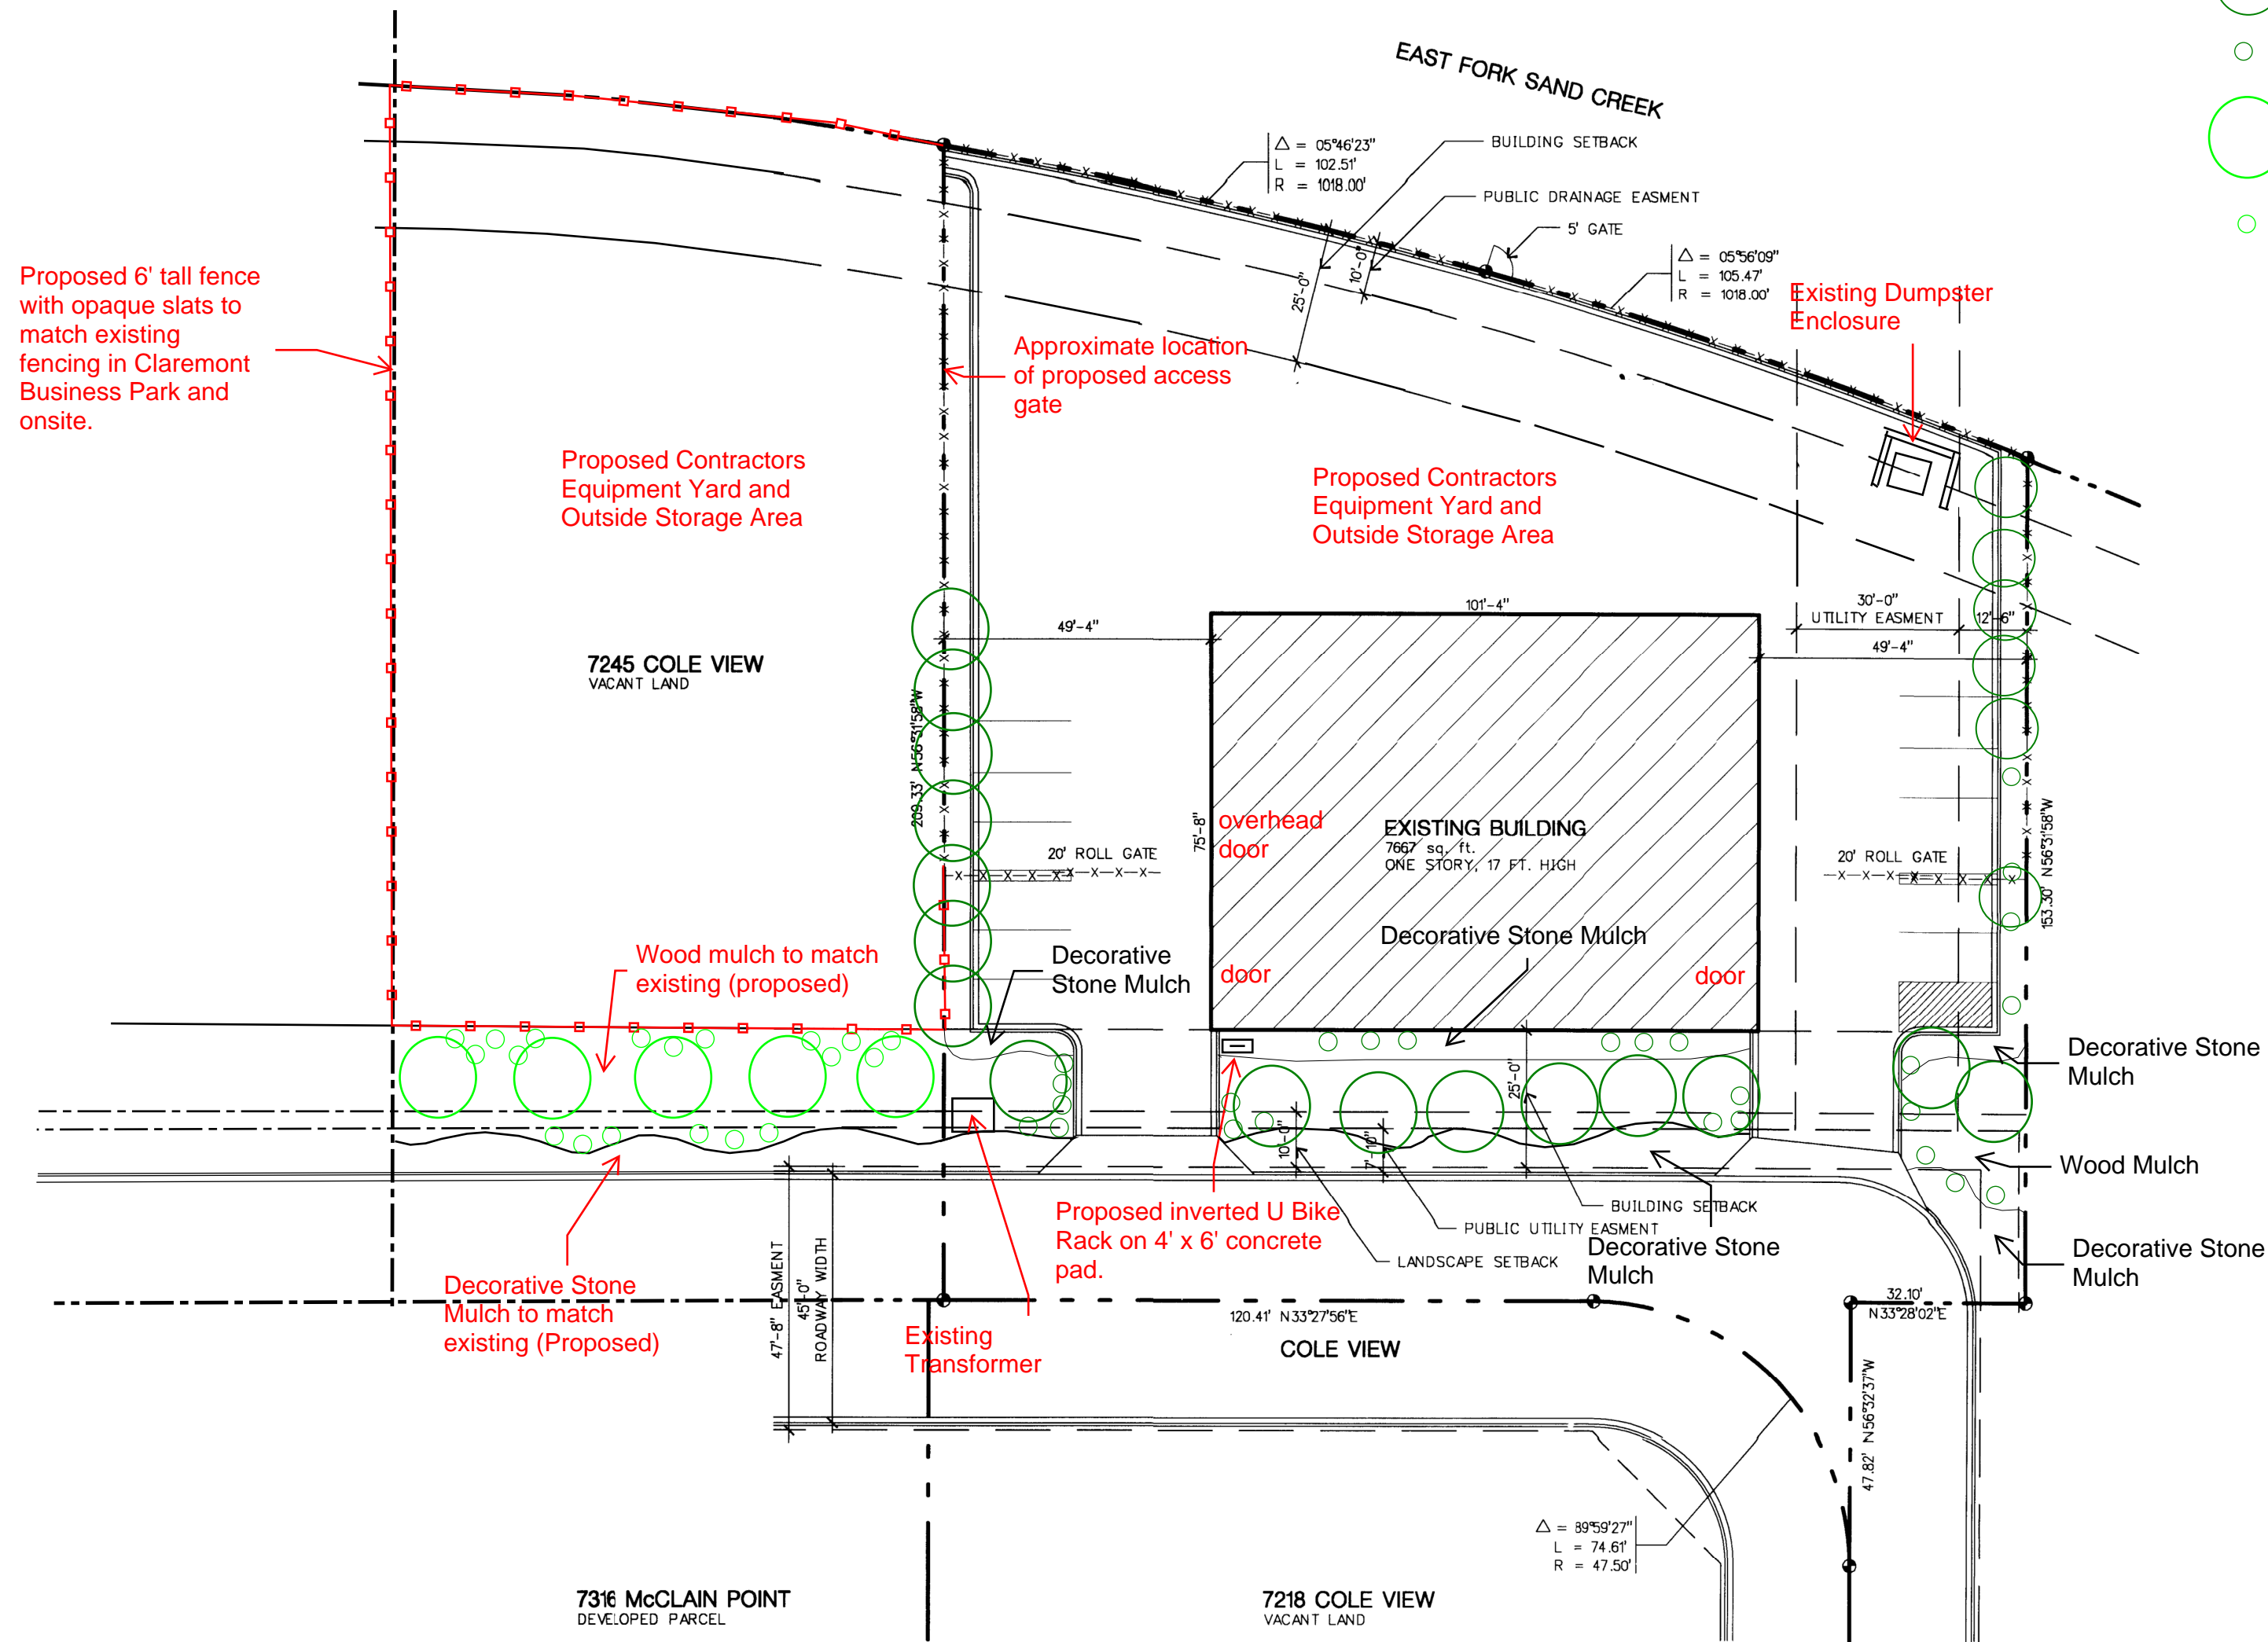 EAST FORK SAND CREEK
△ = 05°46'23"
L = 102.51'
R = 1018.00'
BUILDING SETBACK
PUBLIC DRAINAGE EASMENT
5' GATE
△ = 05°56'09"
L = 105.47'
R = 1018.00'
25'-0"
10'-0"
Existing Dumpster
Enclosure
Proposed 6' tall fence
with opaque slats to
match existing
fencing in Claremont
Business Park and
onsite.
Approximate location
of proposed access
gate
Proposed Contractors
Equipment Yard and
Outside Storage Area
Proposed Contractors
Equipment Yard and
Outside Storage Area
101'-4"
30'-0"
UTILITY EASMENT
12'-6"
49'-4"
49'-4"
7245 COLE VIEW
VACANT LAND
209.33' N56°31'58"W
75'-8"
overhead
door
EXISTING BUILDING
7667 sq. ft.
ONE STORY, 17 FT. HIGH
20' ROLL GATE
20' ROLL GATE
153.30' N56°31'58"W
Wood mulch to match
existing (proposed)
Decorative
Stone Mulch
Decorative Stone Mulch
door
door
Decorative Stone
Mulch
25'-0"
10'-0"
7'-10"
Wood Mulch
Proposed inverted U Bike
Rack on 4' x 6' concrete
pad.
BUILDING SETBACK
PUBLIC UTILITY EASMENT
LANDSCAPE SETBACK
Decorative Stone
Mulch
Decorative Stone
Mulch
Decorative Stone
Mulch to match
existing (Proposed)
47'-8" EASMENT
45'-0"
ROADWAY WIDTH
Existing
Transformer
120.41' N33°27'56"E
COLE VIEW
32.10'
N33°28'02"E
47.82' N56°32'37"W
△ = 89°59'27"
L = 74.61'
R = 47.50'
7316 McCLAIN POINT
DEVELOPED PARCEL
7218 COLE VIEW
VACANT LAND